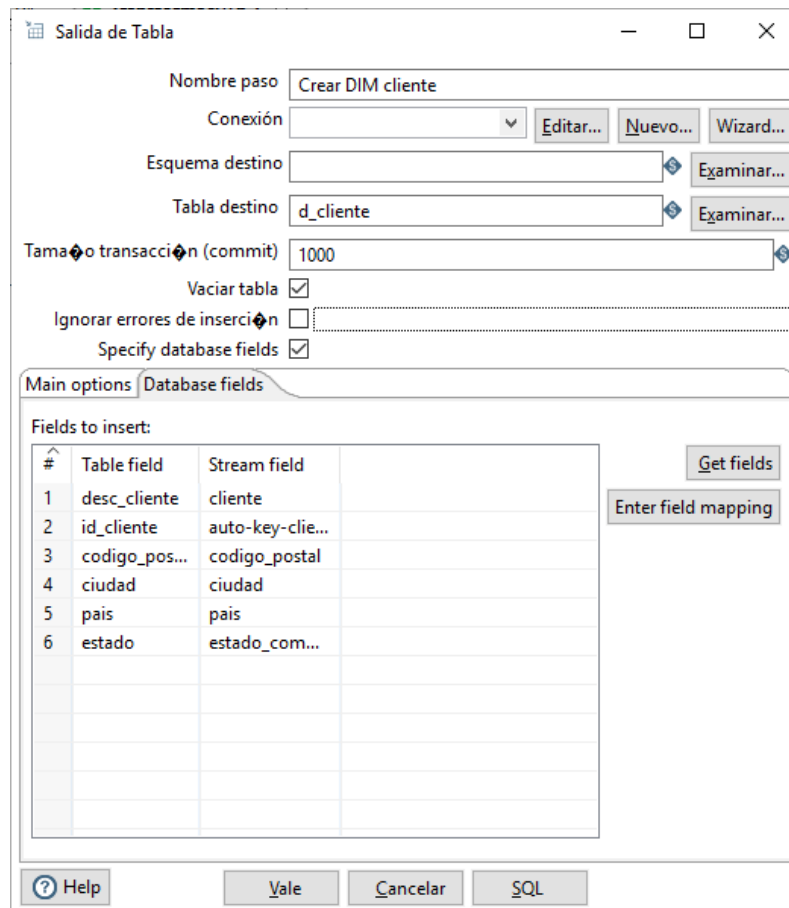 Salida de Tabla
Nombre paso Crear DIM cliente
Conexión Editar... Nuevo... Wizard...
Esquema destino Examinar...
Tabla destino d_cliente Examinar...
Tama�o transacci�n (commit) 1000
Vaciar tabla
Ignorar errores de inserci�n
Specify database fields
Main options Database fields
Fields to insert:
# Table field Stream field
Get fields
1 desc_cliente cliente
Enter field mapping
2 id_cliente auto-key-clie...
3 codigo_pos... codigo_postal
4 ciudad ciudad
5 pais pais
6 estado estado_com...
Help Vale Cancelar SQL